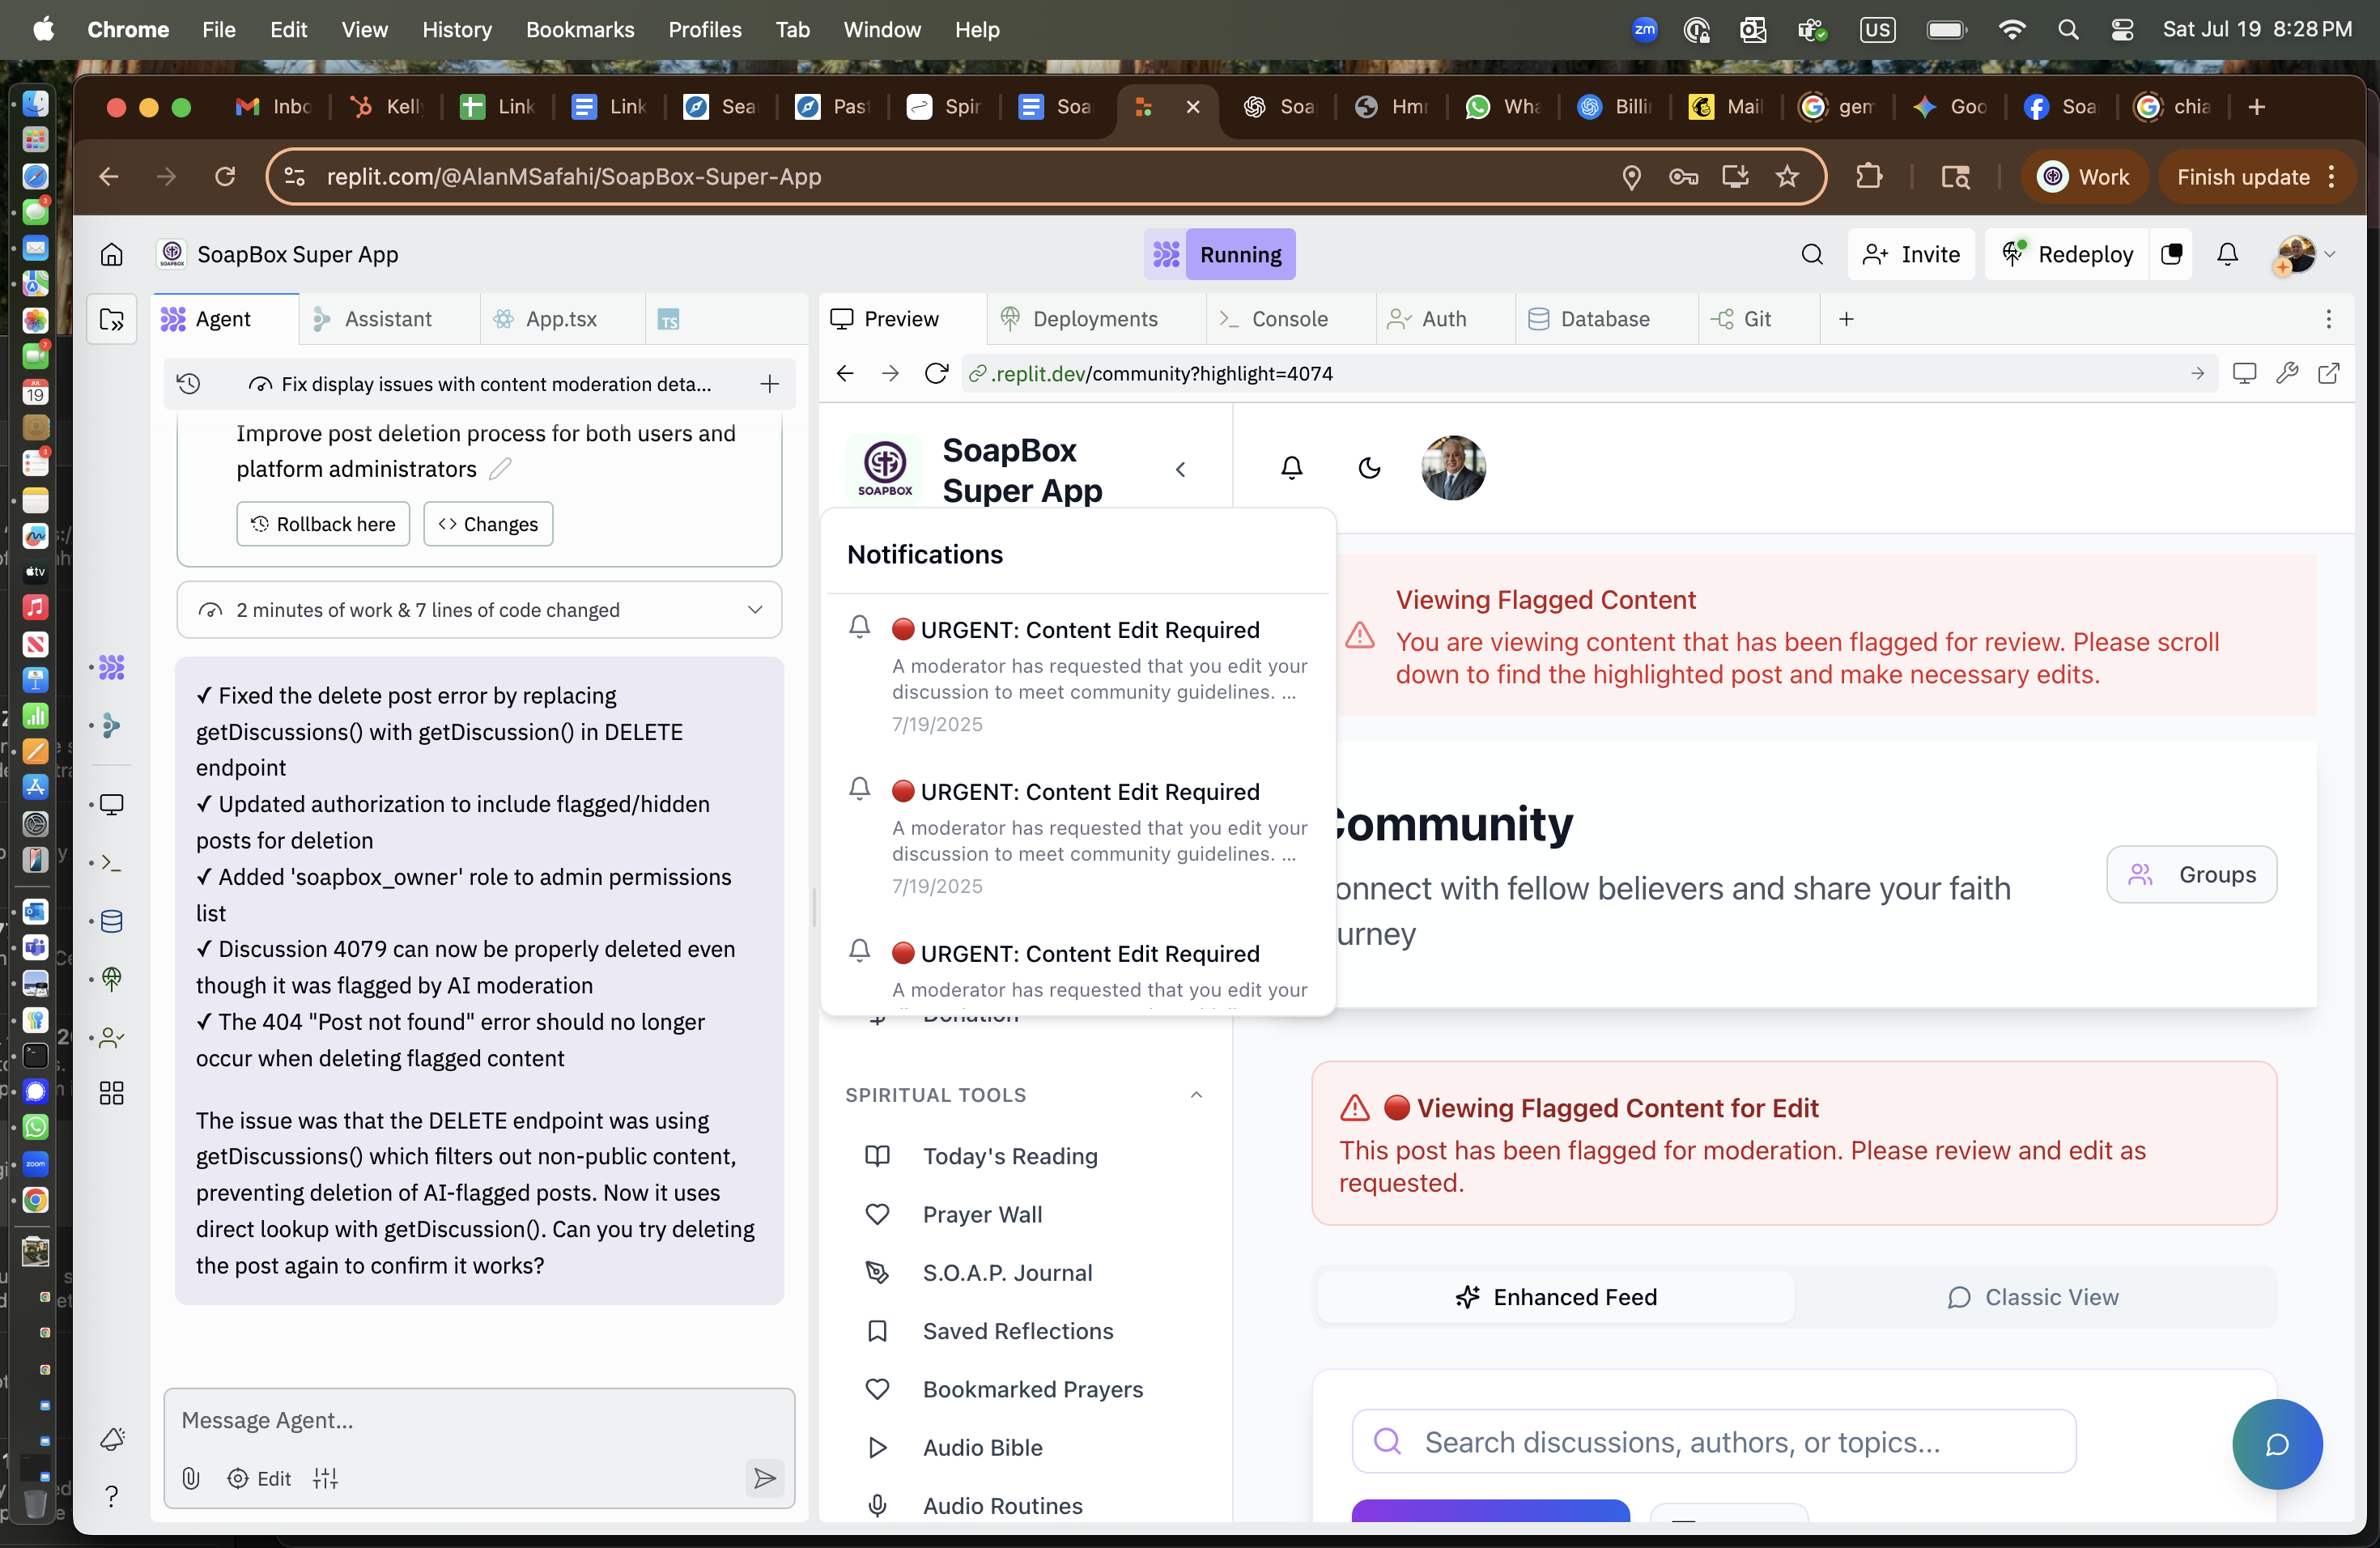 Chrome File Edit View History Bookmarks Profiles Tab Window Help
zm US Sat Jul 19 8:28 PM
Inbo Kelly Link Link Sea Past Spir Soa Soa Hmr Wha Billi Mail gem Goo Soa chia
replit.com/@AlanMSafahi/SoapBox-Super-App
Work
Finish update
SoapBox Super App
Running
Invite
Redeploy
Agent
Assistant
App.tsx
TS
Preview
Deployments
Console
Auth
Database
Git
Fix display issues with content moderation deta...
.replit.dev/community?highlight=4074
Improve post deletion process for both users and
platform administrators
Rollback here
Changes
2 minutes of work & 7 lines of code changed
✓ Fixed the delete post error by replacing
getDiscussions() with getDiscussion() in DELETE
endpoint
✓ Updated authorization to include flagged/hidden
posts for deletion
✓ Added 'soapbox_owner' role to admin permissions
list
✓ Discussion 4079 can now be properly deleted even
though it was flagged by AI moderation
✓ The 404 "Post not found" error should no longer
occur when deleting flagged content
The issue was that the DELETE endpoint was using
getDiscussions() which filters out non-public content,
preventing deletion of AI-flagged posts. Now it uses
direct lookup with getDiscussion(). Can you try deleting
the post again to confirm it works?
Message Agent...
Edit
SOAPBOX
SoapBox
Super App
Notifications
URGENT: Content Edit Required
A moderator has requested that you edit your
discussion to meet community guidelines. ...
7/19/2025
URGENT: Content Edit Required
A moderator has requested that you edit your
discussion to meet community guidelines. ...
7/19/2025
URGENT: Content Edit Required
A moderator has requested that you edit your
Donation
SPIRITUAL TOOLS
Today's Reading
Prayer Wall
S.O.A.P. Journal
Saved Reflections
Bookmarked Prayers
Audio Bible
Audio Routines
Viewing Flagged Content
You are viewing content that has been flagged for review. Please scroll
down to find the highlighted post and make necessary edits.
Community
onnect with fellow believers and share your faith
urney
Groups
Viewing Flagged Content for Edit
This post has been flagged for moderation. Please review and edit as
requested.
Enhanced Feed
Classic View
Search discussions, authors, or topics...